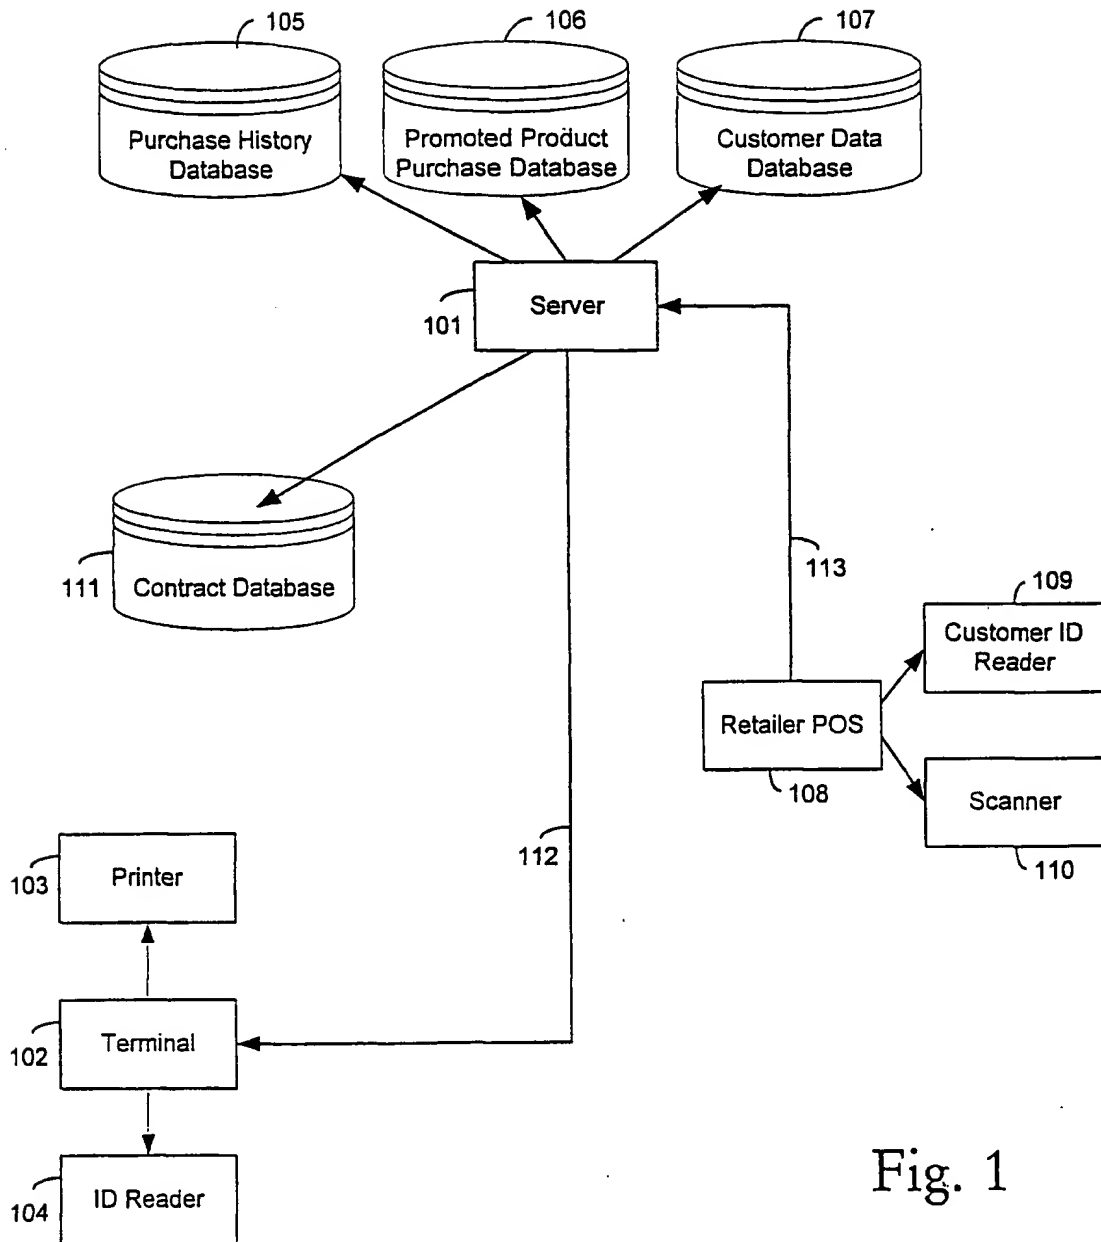 105
106
107
Purchase History
Database
Promoted Product
Purchase Database
Customer Data
Database
101
Server
111
Contract Database
113
109
Customer ID
Reader
Retailer POS
108
Scanner
110
112
103
Printer
102
Terminal
104
ID Reader
Fig. 1